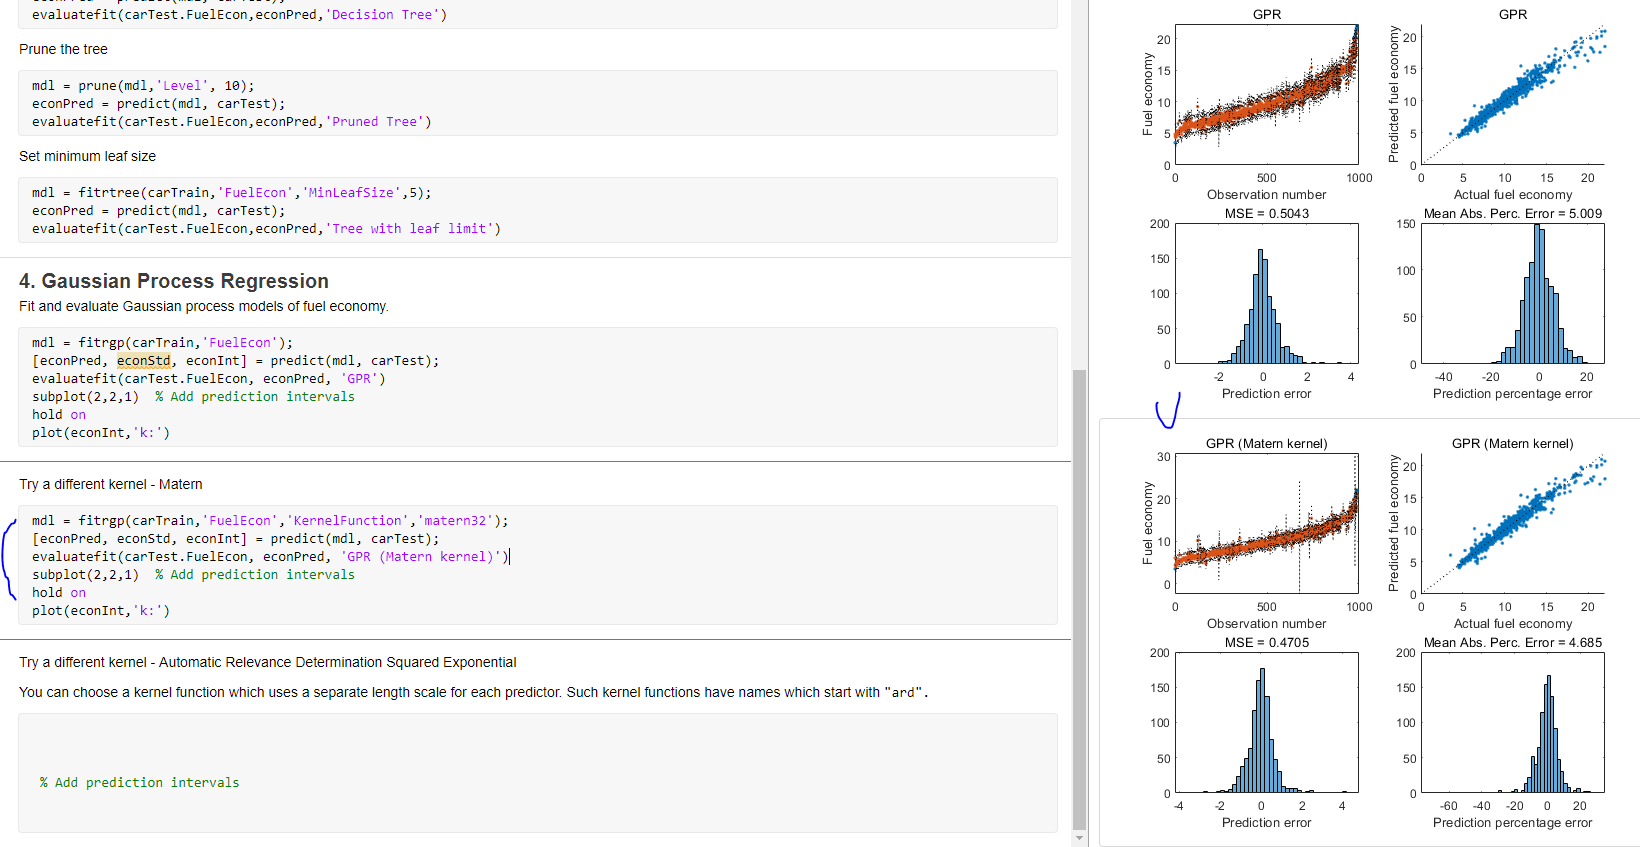 evaluatefit(carTest.FuelEcon,econPred,'Decision Tree')
Prune the tree
mdl = prune(mdl,'Level', 10);
econPred = predict(mdl, carTest);
evaluatefit(carTest.FuelEcon,econPred,'Pruned Tree')
Set minimum leaf size
mdl = fitrtree(carTrain,'FuelEcon','MinLeafSize',5);
econPred = predict(mdl, carTest);
evaluatefit(carTest.FuelEcon,econPred,'Tree with leaf limit')
4. Gaussian Process Regression
Fit and evaluate Gaussian process models of fuel economy.
mdl = fitrgp(carTrain,'FuelEcon');
[econPred, econStd, econInt] = predict(mdl, carTest);
evaluatefit(carTest.FuelEcon, econPred, 'GPR')
subplot(2,2,1)  % Add prediction intervals
hold on
plot(econInt,'k:')
Try a different kernel - Matern
mdl = fitrgp(carTrain,'FuelEcon','KernelFunction','matern32');
[econPred, econStd, econInt] = predict(mdl, carTest);
evaluatefit(carTest.FuelEcon, econPred, 'GPR (Matern kernel)')
subplot(2,2,1)  % Add prediction intervals
hold on
plot(econInt,'k:')
Try a different kernel - Automatic Relevance Determination Squared Exponential
You can choose a kernel function which uses a separate length scale for each predictor. Such kernel functions have names which start with "ard".
% Add prediction intervals
GPR
Fuel economy
20
15
10
5
0
0 500 1000
Observation number
GPR
Predicted fuel economy
20
15
10
5
0
0 5 10 15 20
Actual fuel economy
MSE = 0.5043
200
150
100
50
0
-2 0 2 4
Prediction error
Mean Abs. Perc. Error = 5.009
150
100
50
0
-40 -20 0 20
Prediction percentage error
GPR (Matern kernel)
Fuel economy
30
20
10
0
0 500 1000
Observation number
GPR (Matern kernel)
Predicted fuel economy
20
15
10
5
0
0 5 10 15 20
Actual fuel economy
MSE = 0.4705
200
150
100
50
0
-4 -2 0 2 4
Prediction error
Mean Abs. Perc. Error = 4.685
200
150
100
50
0
-60 -40 -20 0 20
Prediction percentage error